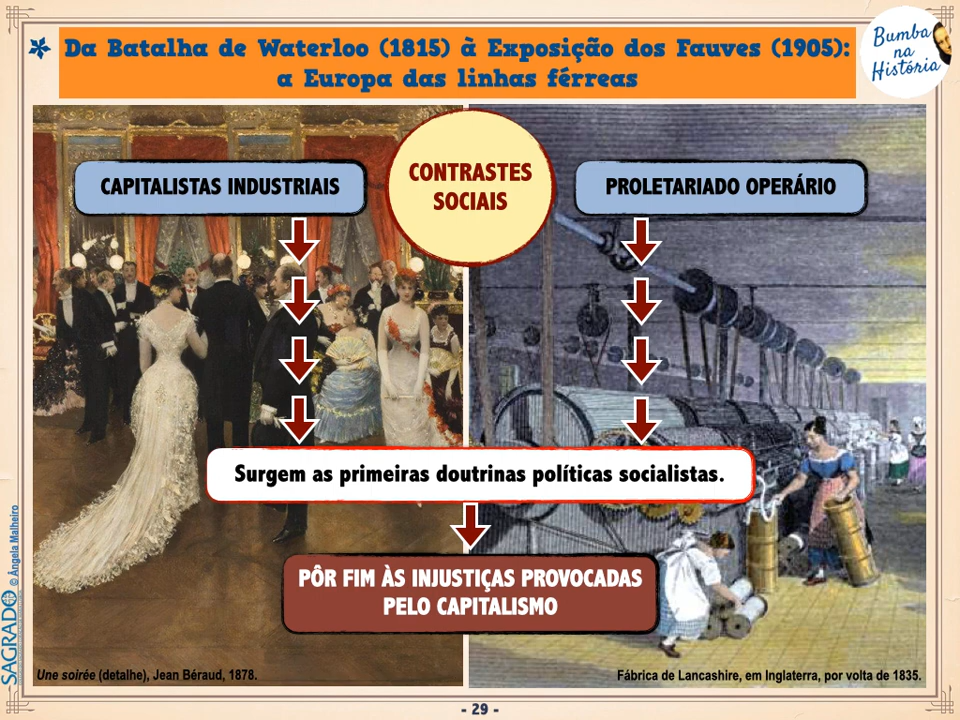 Da Batalha de Waterloo (1815) à Exposição dos Fauves (1905):
a Europa das linhas férreas
Bumba
na
História
CONTRASTES
SOCIAIS
CAPITALISTAS INDUSTRIAIS
PROLETARIADO OPERÁRIO
Surgem as primeiras doutrinas políticas socialistas.
PÔR FIM ÀS INJUSTIÇAS PROVOCADAS
PELO CAPITALISMO
SAGRADO
© Ângela Malheiro
Une soirée (detalhe), Jean Béraud, 1878.
Fábrica de Lancashire, em Inglaterra, por volta de 1835.
- 29 -